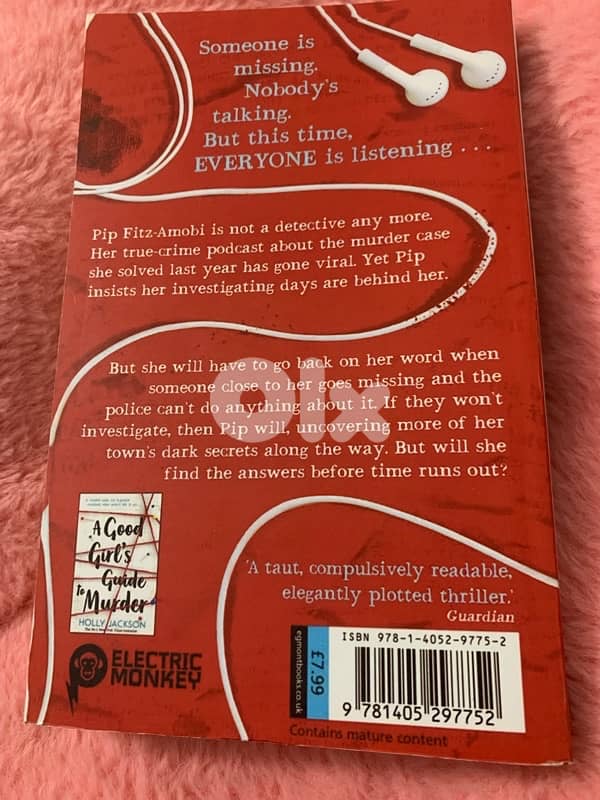 Someone is
missing.
Nobody's
talking.
But this time,
EVERYONE is listening . . .
Pip Fitz-Amobi is not a detective any more.
Her true-crime podcast about the murder case
she solved last year has gone viral. Yet Pip
insists her investigating days are behind her.
But she will have to go back on her word when
someone close to her goes missing and the
police can't do anything about it. If they won't
investigate, then Pip will, uncovering more of her
town's dark secrets along the way. But will she
find the answers before time runs out?
olx
A Good
Girl's
Guide
to Murder
HOLLY JACKSON
ELECTRIC
MONKEY
'A taut, compulsively readable,
elegantly plotted thriller.'
Guardian
egmontbooks.co.uk
£7.99
ISBN 978-1-4052-9775-2
9 781405 297752
Contains mature content